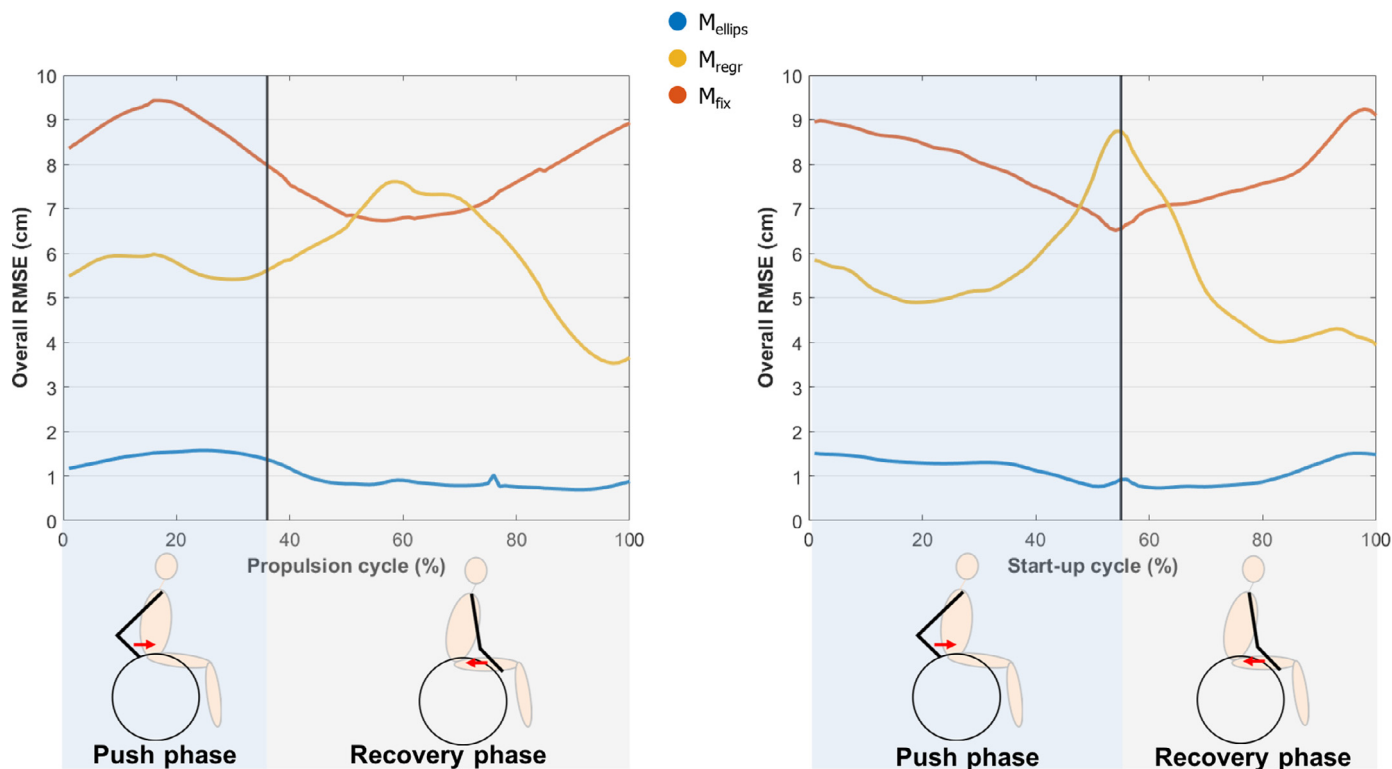 M_ellips
M_regr
M_fix
10
9
8
7
6
5
4
3
2
1
0
Overall RMSE (cm)
0 20 40 60 80 100
Propulsion cycle (%)
Push phase Recovery phase
10
9
8
7
6
5
4
3
2
1
0
Overall RMSE (cm)
0 20 40 60 80 100
Start-up cycle (%)
Push phase Recovery phase